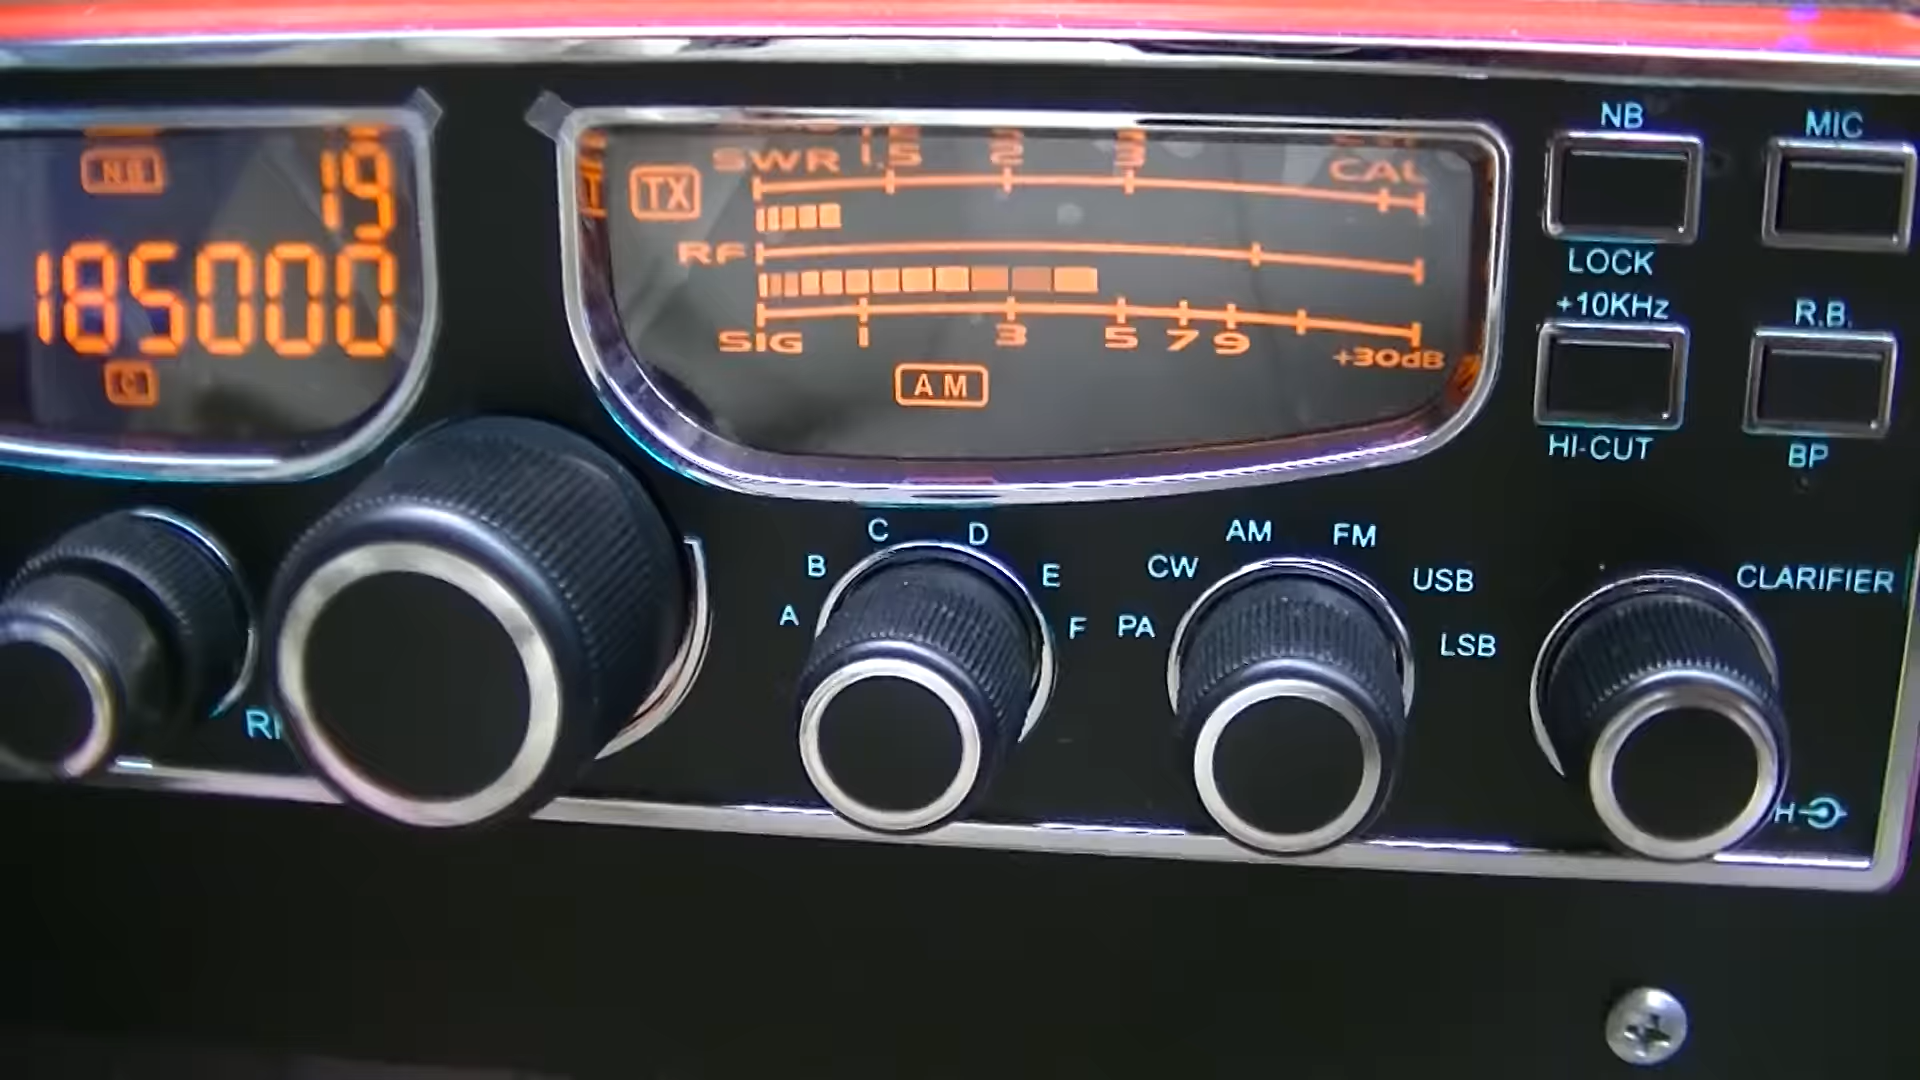 NB
19
185000
C
SWR 1.5 2 3 CAL
TX
RF
SIG 1 3 5 7 9 +30dB
AM
NB
MIC
LOCK
+10KHz
R.B.
HI-CUT
BP
A B C D E F
PA CW AM FM USB LSB
CLARIFIER